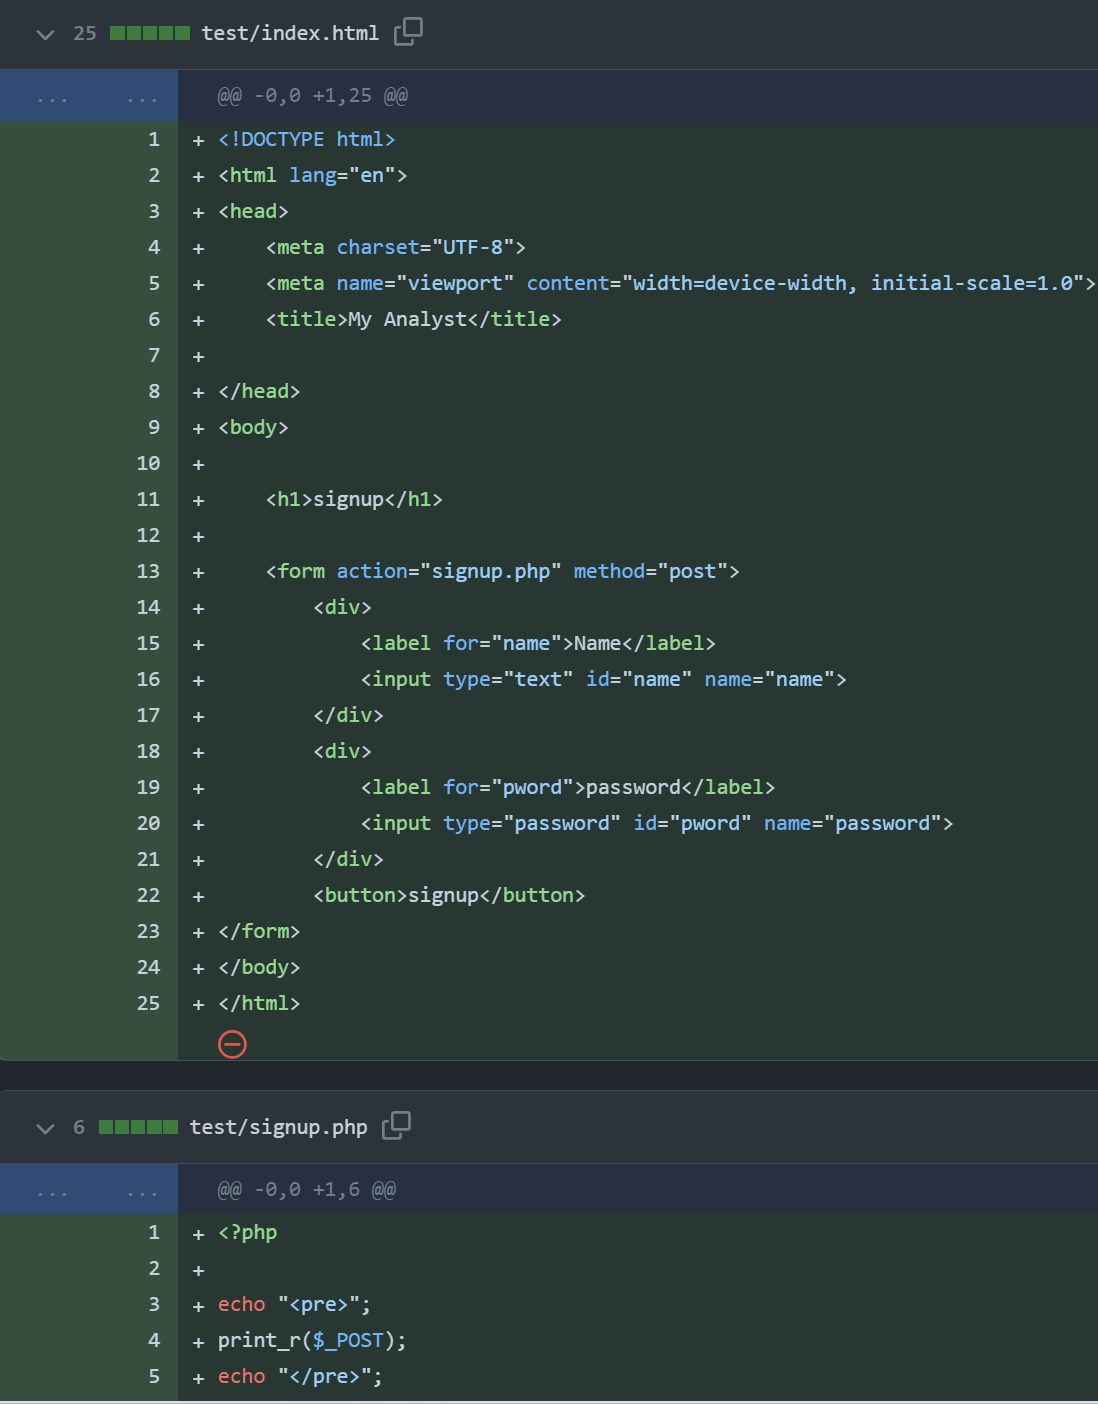 25 test/index.html
... ... @@ -0,0 +1,25 @@
1 + <!DOCTYPE html>
2 + <html lang="en">
3 + <head>
4 +     <meta charset="UTF-8">
5 +     <meta name="viewport" content="width=device-width, initial-scale=1.0">
6 +     <title>My Analyst</title>
7 +
8 + </head>
9 + <body>
10 +
11 +     <h1>signup</h1>
12 +
13 +     <form action="signup.php" method="post">
14 +         <div>
15 +             <label for="name">Name</label>
16 +             <input type="text" id="name" name="name">
17 +         </div>
18 +         <div>
19 +             <label for="pword">password</label>
20 +             <input type="password" id="pword" name="password">
21 +         </div>
22 +         <button>signup</button>
23 + </form>
24 + </body>
25 + </html>
6 test/signup.php
... ... @@ -0,0 +1,6 @@
1 + <?php
2 +
3 + echo "<pre>";
4 + print_r($_POST);
5 + echo "</pre>";